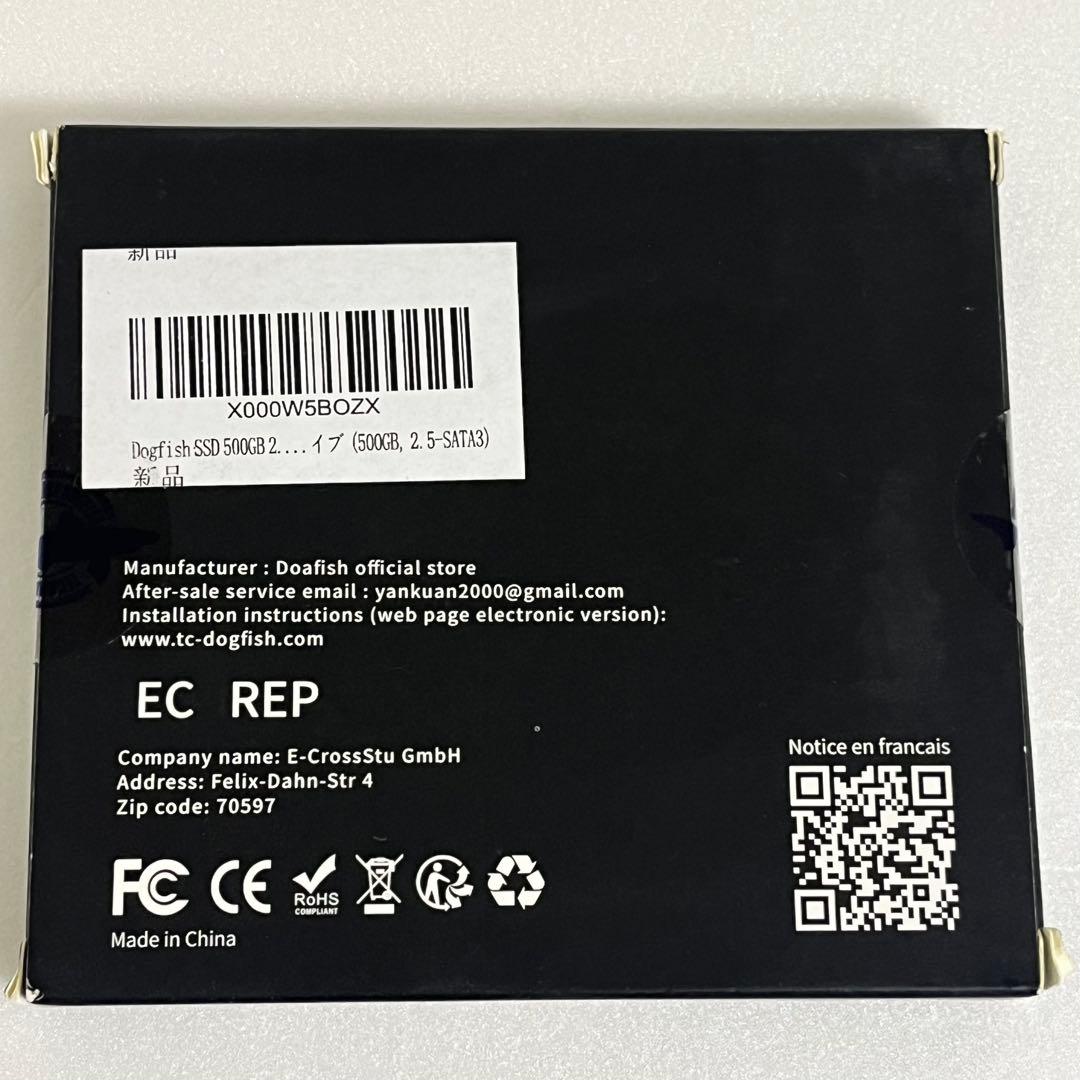 新品
X000W5BOZX
Dogfish SSD 500GB 2....イブ (500GB, 2.5-SATA3)
新品
Manufacturer : Doafish official store
After-sale service email : yankuan2000@gmail.com
Installation instructions (web page electronic version):
www.tc-dogfish.com
EC REP
Company name: E-CrossStu GmbH
Address: Felix-Dahn-Str 4
Zip code: 70597
Notice en francais
FC CE RoHS
COMPLIANT
Made in China